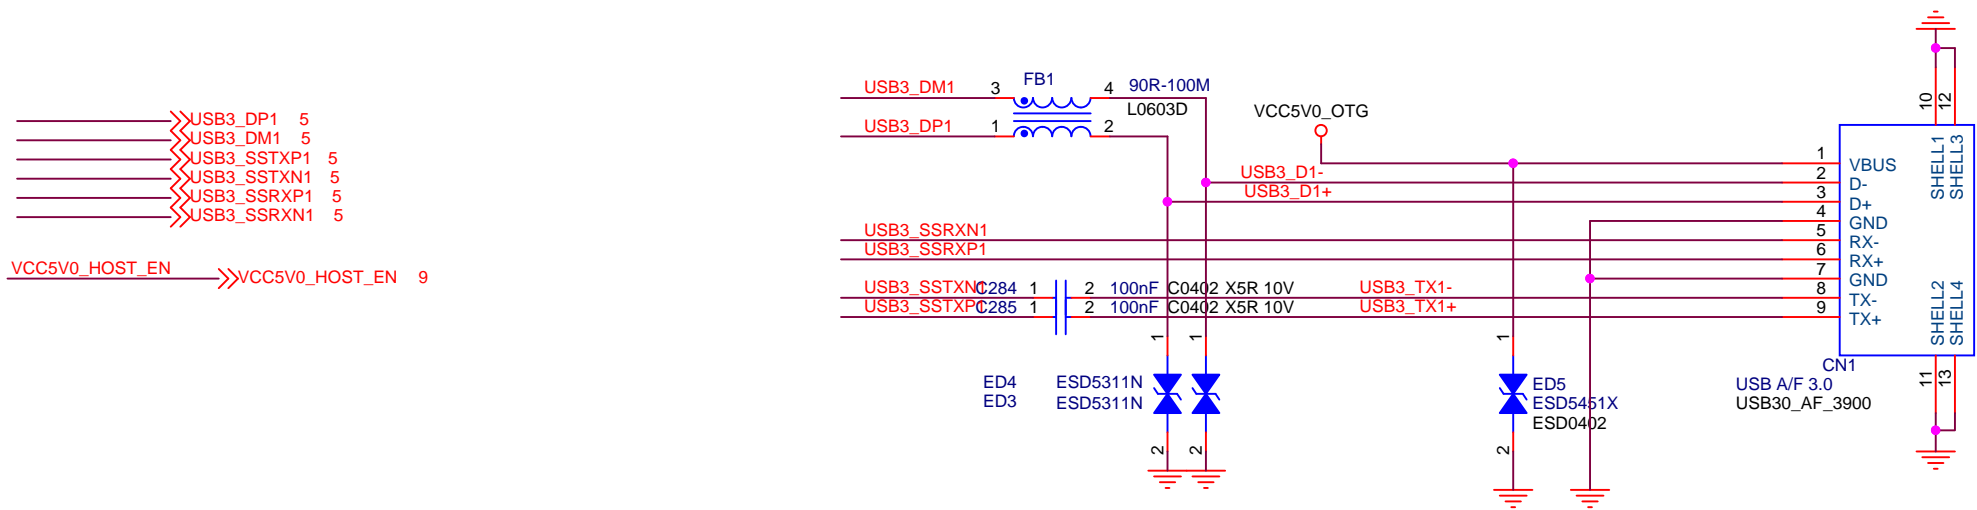 USB3_DP1 5
USB3_DM1 5
USB3_SSTXP1 5
USB3_SSTXN1 5
USB3_SSRXP1 5
USB3_SSRXN1 5
VCC5V0_HOST_EN
VCC5V0_HOST_EN 9
USB3_DM1 3 FB1 4 90R-100M
L0603D
USB3_DP1 1 2
VCC5V0_OTG
USB3_D1-
USB3_D1+
USB3_SSRXN1
USB3_SSRXP1
USB3_SSTXN1 C284 1 2 100nF C0402 X5R 10V USB3_TX1-
USB3_SSTXP1 C285 1 2 100nF C0402 X5R 10V USB3_TX1+
1 1 1
ED4 ESD5311N
ED3 ESD5311N
2 2 2
ED5
ESD5451X
ESD0402
10 12
SHELL1 SHELL3
1 VBUS
2 D-
3 D+
4 GND
5 RX-
6 RX+
7 GND
8 TX-
9 TX+
SHELL2 SHELL4
11 13
CN1
USB A/F 3.0
USB30_AF_3900